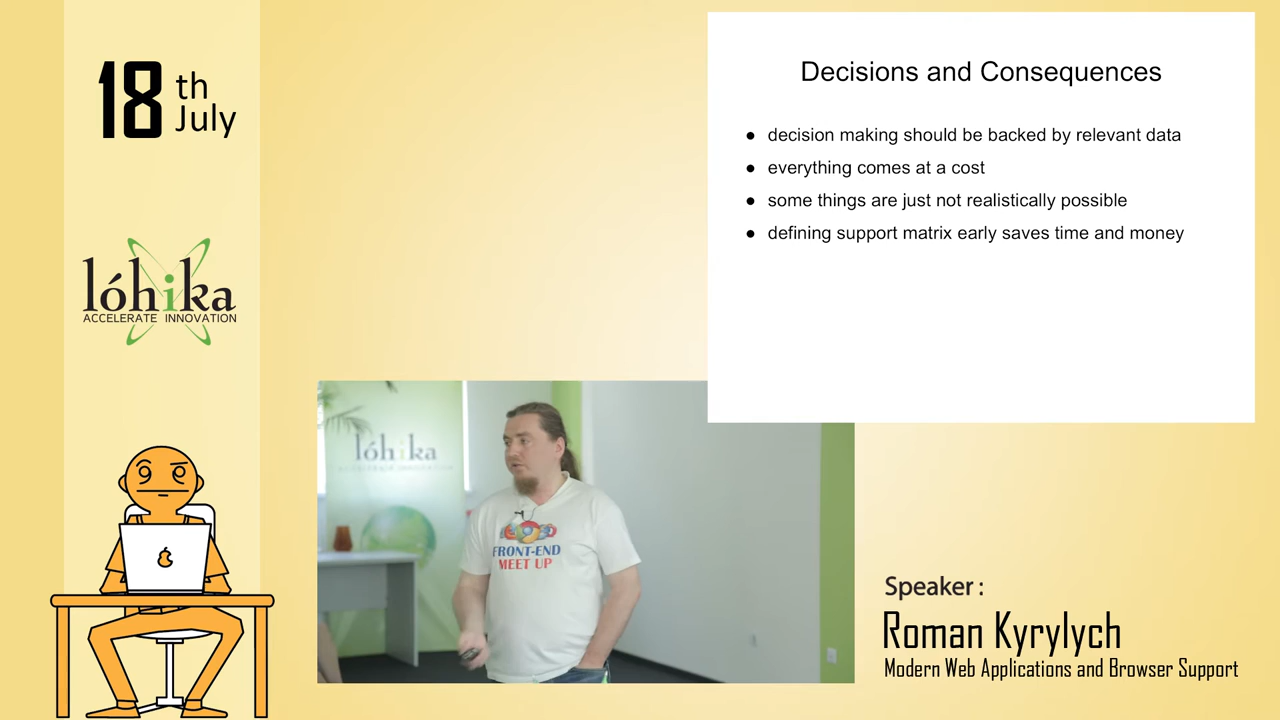 18 th
July
lóhika
ACCELERATE INNOVATION
Decisions and Consequences
● decision making should be backed by relevant data
● everything comes at a cost
● some things are just not realistically possible
● defining support matrix early saves time and money
lóhika
ACCELERATE INNOVATION
FRONT-END
MEET UP
Speaker :
Roman Kyrylych
Modern Web Applications and Browser Support